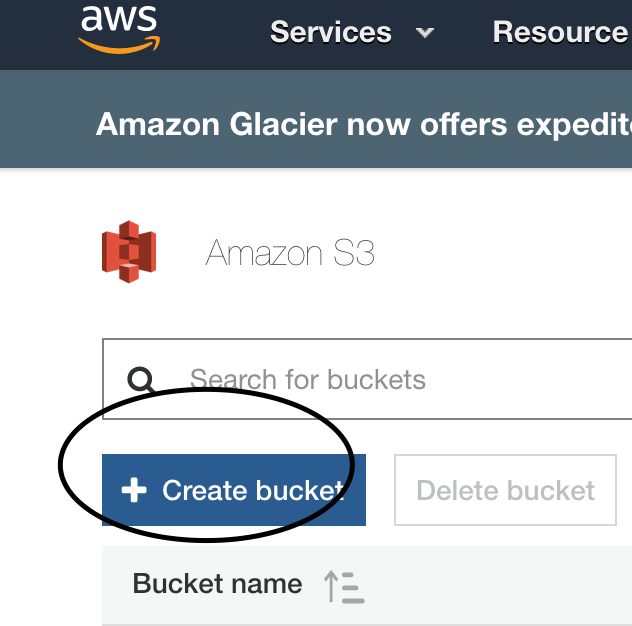 aws
Services Resource
Amazon Glacier now offers expedit
Amazon S3
Search for buckets
Create bucket Delete bucket
Bucket name